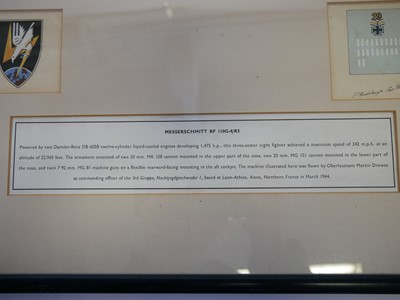 29
MESSERSCHMITT BF 110G-4/R3
Powered by two Daimler-Benz DB 605B twelve-cylinder liquid-cooled engines developing 1,475 h.p., this three-seater night fighter achieved a maximum speed of 342 m.p.h. at an
altitude of 22,965 feet. The armament consisted of two 30 mm. MK 108 cannon mounted in the upper part of the nose, two 20 mm. MG 151 cannon mounted in the lower part of
the nose, and twin 7·92 mm. MG 81 machine guns on a flexible rearward-facing mounting in the aft cockpit. The machine illustrated here was flown by Oberleutnant Martin Drewes
as commanding officer of the 3rd Gruppe, Nachtjagdgeschwader 1, based at Laon-Athies, Aisne, Northern France in March 1944.